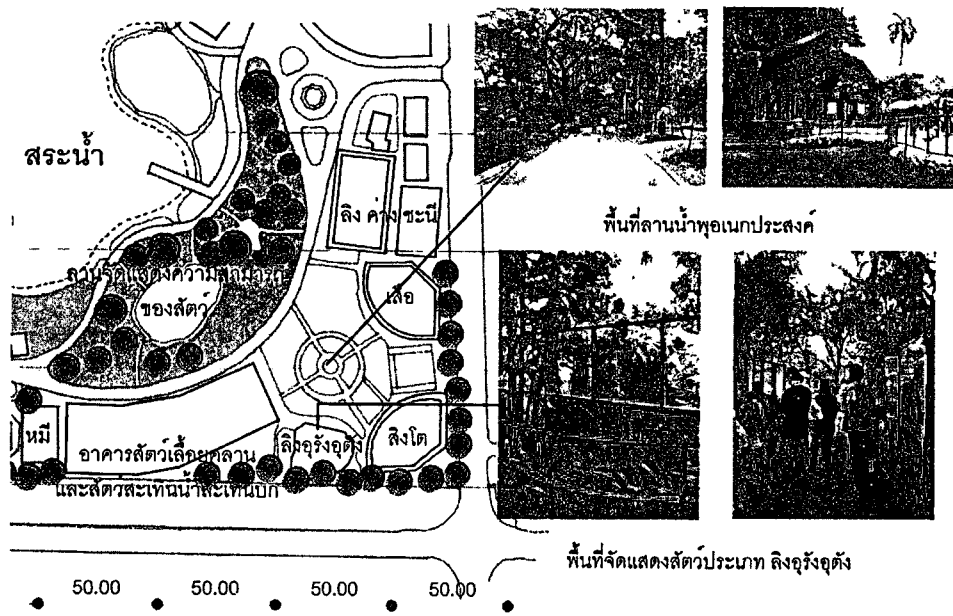 สระน้ำ
ลิง ค่าง ชะนี
พื้นที่ลานน้ำพุอเนกประสงค์
ลานจัดแสดงความสามารถ
ของสัตว์
เสือ
หมี
อาคารสัตว์เลื้อยคลาน
และสัตว์สะเทินน้ำสะเทินบก
ลิงอุรังอุตัง
สิงโต
พื้นที่จัดแสดงสัตว์ประเภท ลิงอุรังอุตัง
50.00 50.00 50.00 50.00